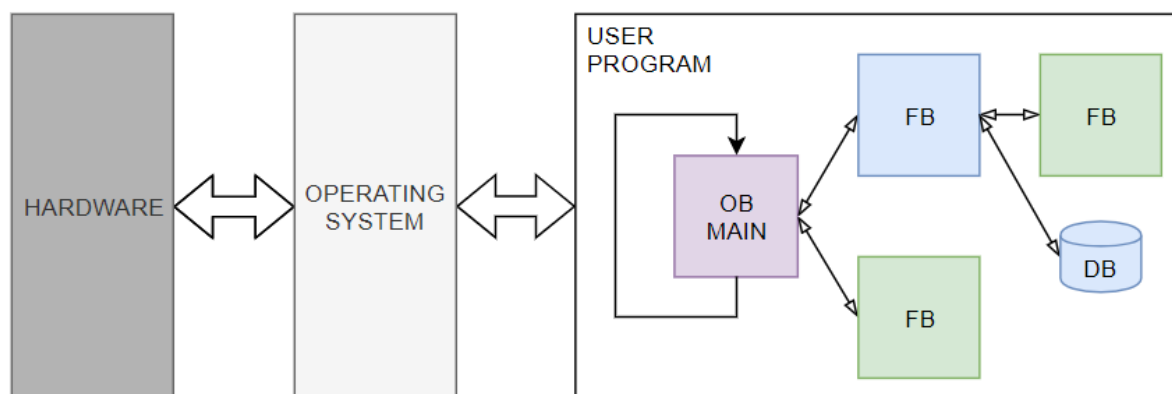 HARDWARE
OPERATING
SYSTEM
USER
PROGRAM
OB
MAIN
FB
FB
FB
DB